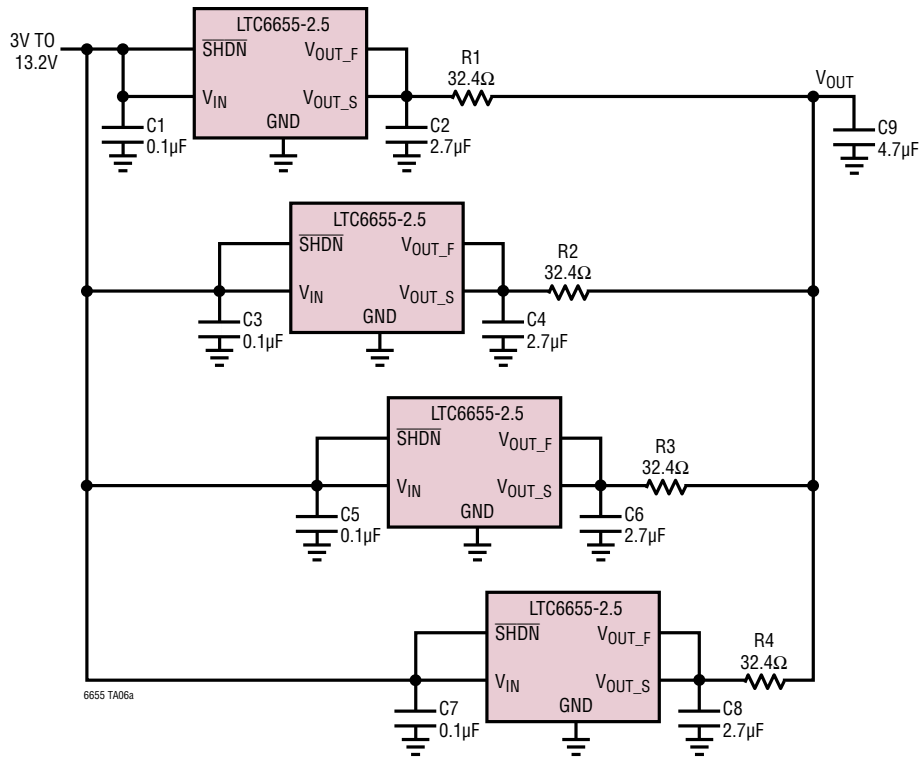 3V TO
13.2V
LTC6655-2.5
SHDN
VOUT_F
VIN
VOUT_S
GND
C1
0.1µF
C2
2.7µF
R1
32.4Ω
VOUT
C9
4.7µF
LTC6655-2.5
SHDN
VOUT_F
VIN
VOUT_S
GND
C3
0.1µF
C4
2.7µF
R2
32.4Ω
LTC6655-2.5
SHDN
VOUT_F
VIN
VOUT_S
GND
C5
0.1µF
C6
2.7µF
R3
32.4Ω
LTC6655-2.5
SHDN
VOUT_F
VIN
VOUT_S
GND
C7
0.1µF
C8
2.7µF
R4
32.4Ω
6655 TA06a